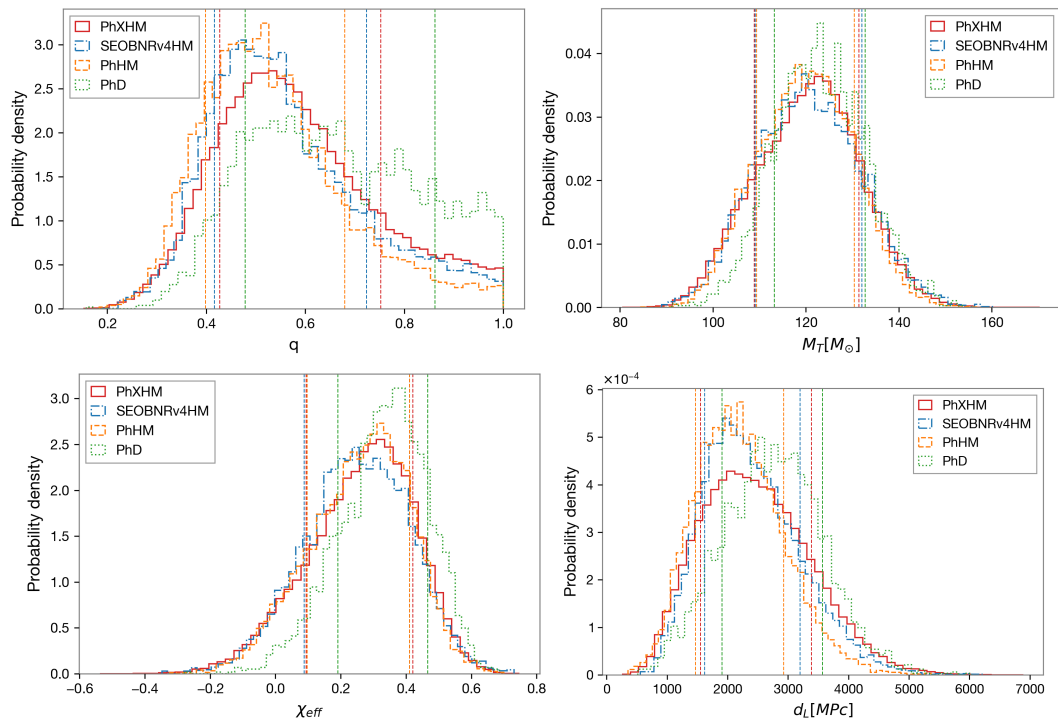 PhXHM
SEOBNRv4HM
PhHM
PhD
Probability density
0.0
0.5
1.0
1.5
2.0
2.5
3.0
0.2
0.4
0.6
0.8
1.0
q
PhXHM
SEOBNRv4HM
PhHM
PhD
Probability density
0.00
0.01
0.02
0.03
0.04
80
100
120
140
160
M_T[M_⊙]
PhXHM
SEOBNRv4HM
PhHM
PhD
Probability density
0.0
0.5
1.0
1.5
2.0
2.5
3.0
−0.6
−0.4
−0.2
0.0
0.2
0.4
0.6
0.8
χ_eff
×10⁻⁴
PhXHM
SEOBNRv4HM
PhHM
PhD
Probability density
0
1
2
3
4
5
6
0
1000
2000
3000
4000
5000
6000
7000
d_L[MPc]